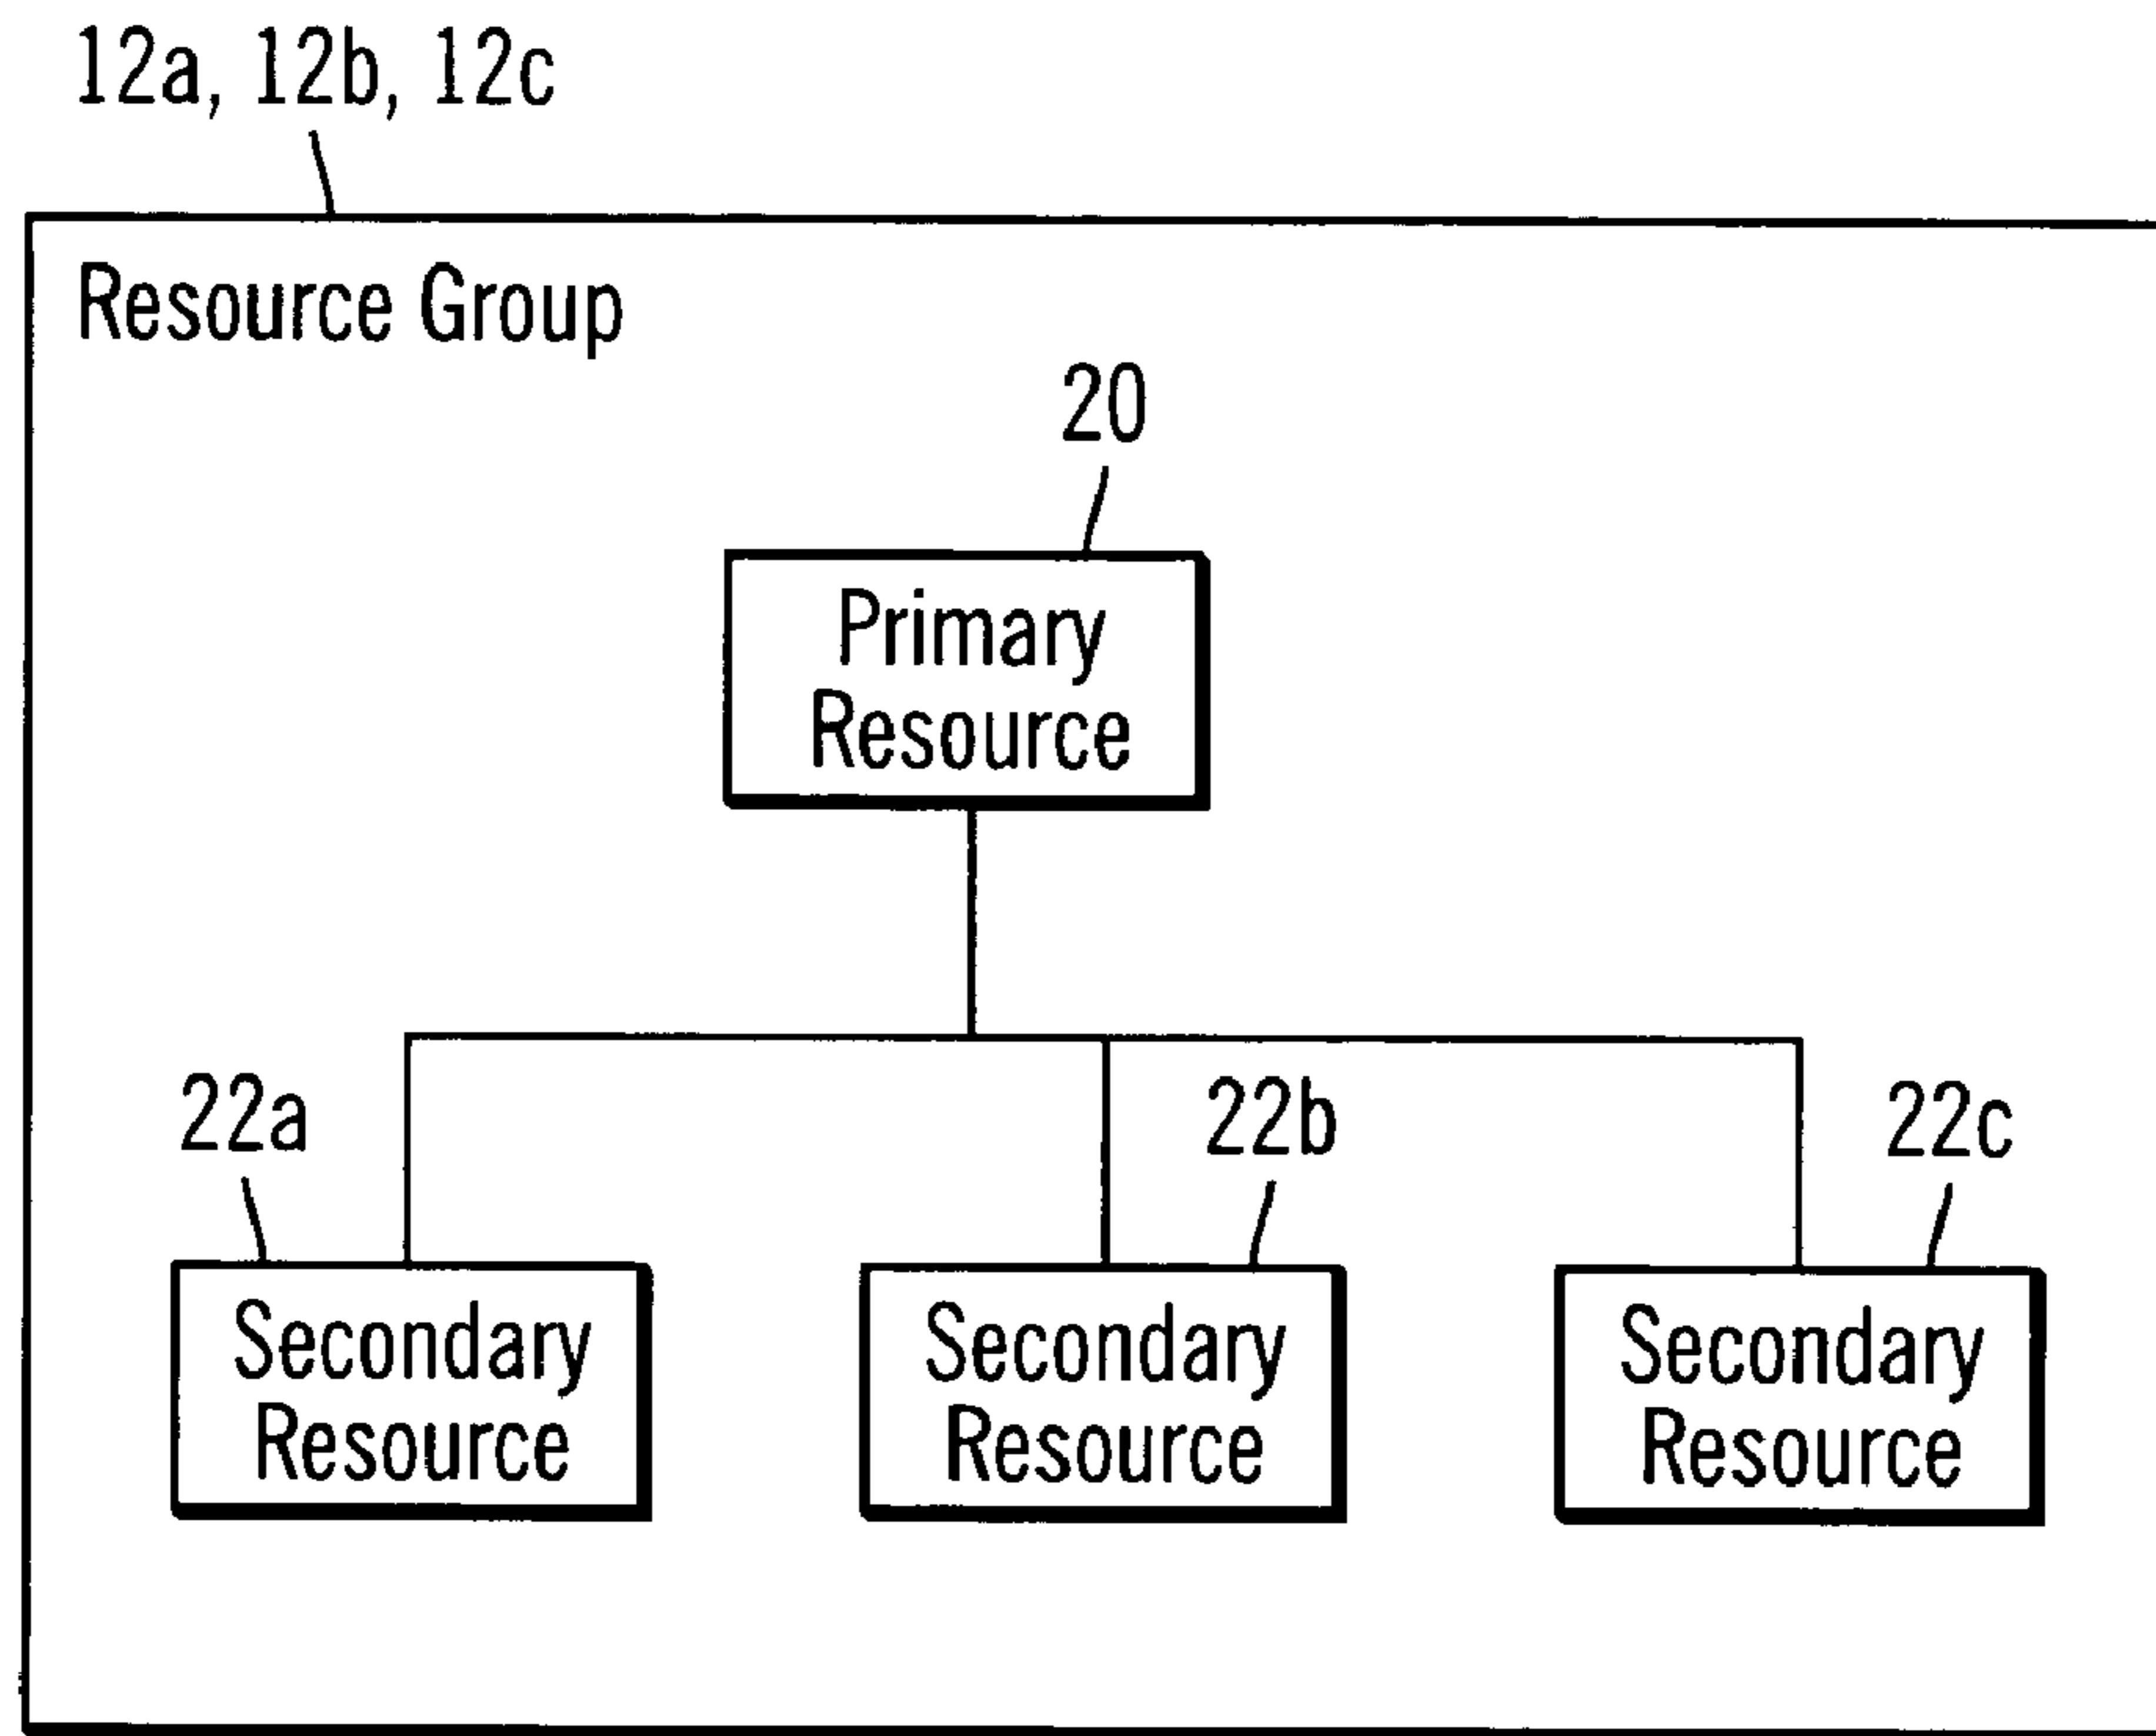 12a, 12b, 12c
Resource Group
20
Primary
Resource
22a
22b
22c
Secondary
Resource
Secondary
Resource
Secondary
Resource